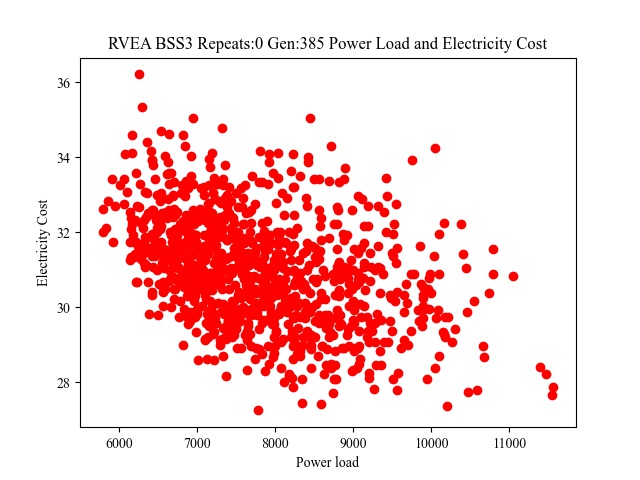 RVEA BSS3 Repeats:0 Gen:385 Power Load and Electricity Cost
36
34
32
30
28
Electricity Cost
6000 7000 8000 9000 10000 11000
Power load